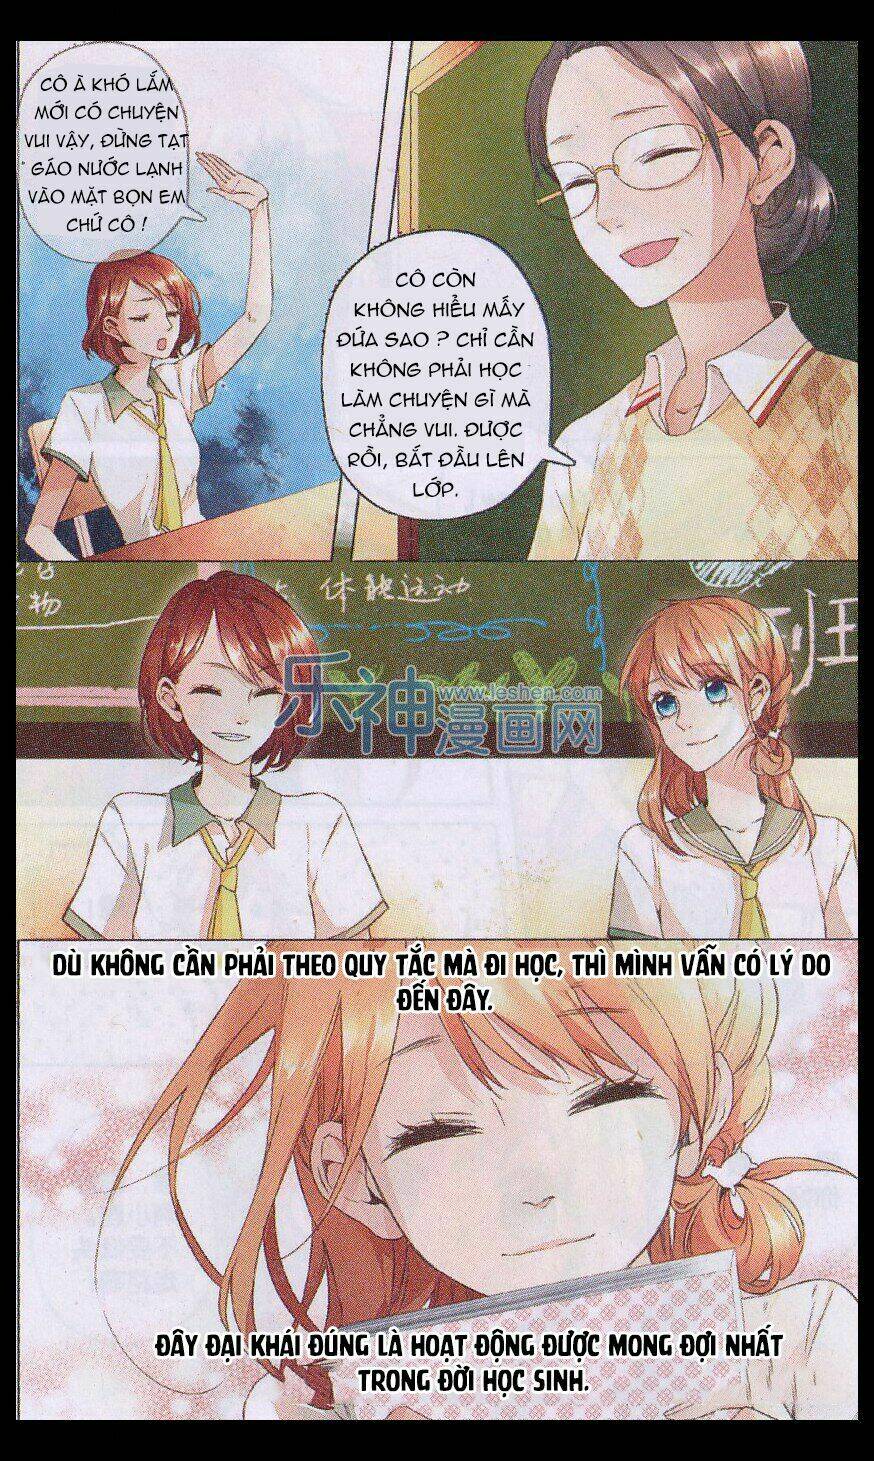 CÔ À KHÓ LẮM
MỚI CÓ CHUYỆN
VUI VẬY, ĐỪNG TẠT
GÁO NƯỚC LẠNH
VÀO MẶT BỌN EM
CHỨ CÔ !
CÔ CÒN
KHÔNG HIỂU MẤY
ĐỨA SAO ? CHỈ CẦN
KHÔNG PHẢI HỌC
LÀM CHUYỆN GÌ MÀ
CHẲNG VUI. ĐƯỢC
RỒI, BẮT ĐẦU LÊN
LỚP.
物
体能运动
班
乐神漫画网
www.leshen.com
DÙ KHÔNG CẦN PHẢI THEO QUY TẮC MÀ ĐI HỌC, THÌ MÌNH VẪN CÓ LÝ DO
ĐẾN ĐÂY.
ĐÂY ĐẠI KHÁI ĐÚNG LÀ HOẠT ĐỘNG ĐƯỢC MONG ĐỢI NHẤT
TRONG ĐỜI HỌC SINH.